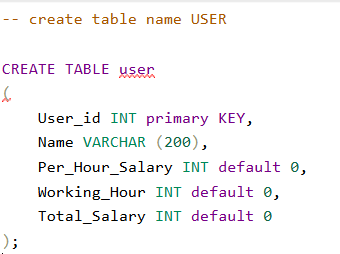 -- create table name USER
CREATE TABLE user
(
User_id INT primary KEY,
Name VARCHAR (200),
Per_Hour_Salary INT default 0,
Working_Hour INT default 0,
Total_Salary INT default 0
);